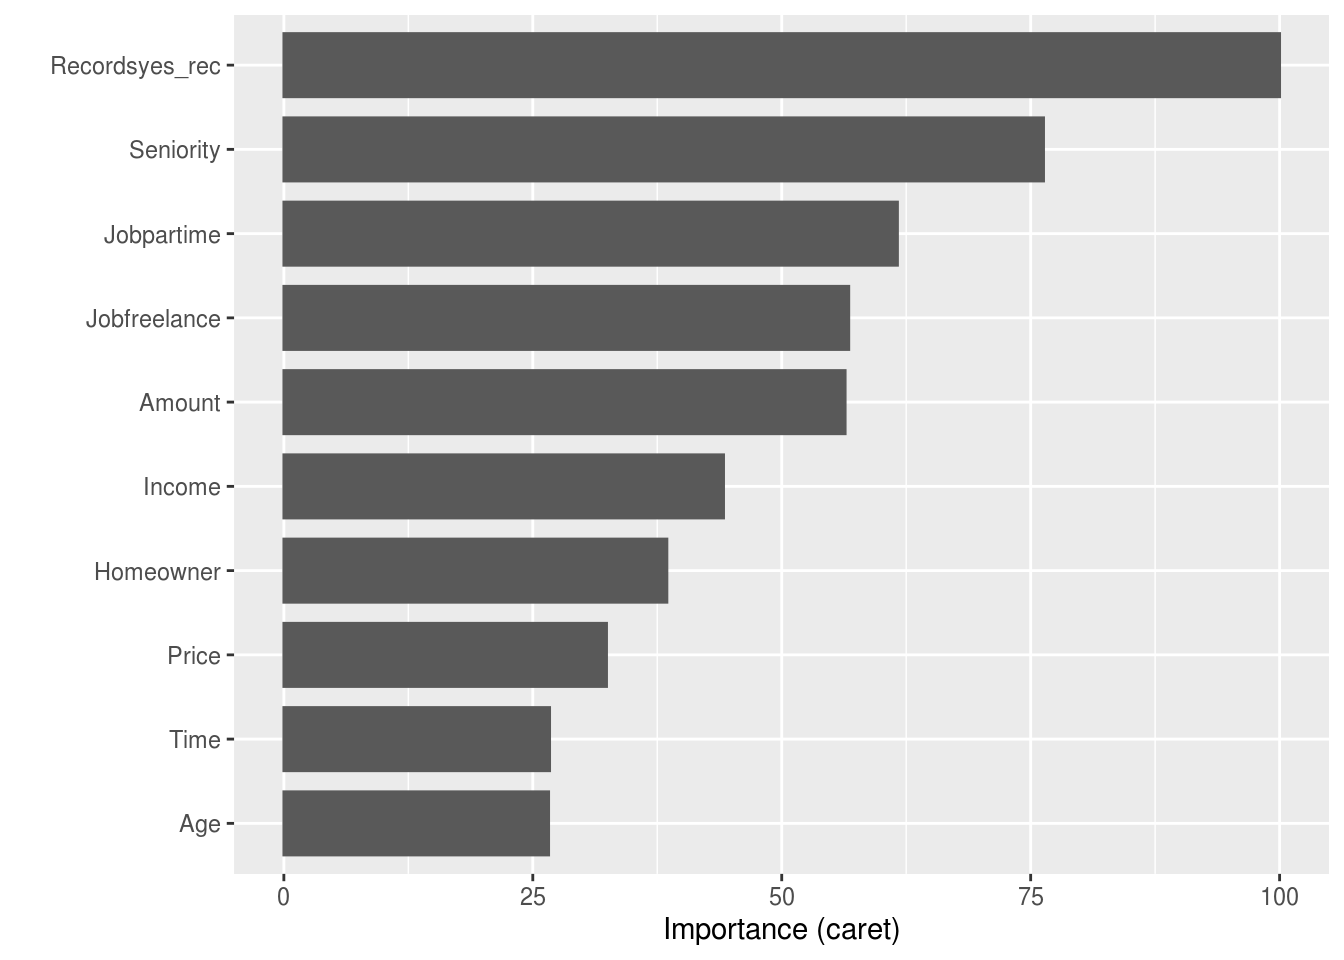 Recordsyes_rec
Seniority
Jobpartime
Jobfreelance
Amount
Income
Homeowner
Price
Time
Age
0 25 50 75 100
Importance (caret)